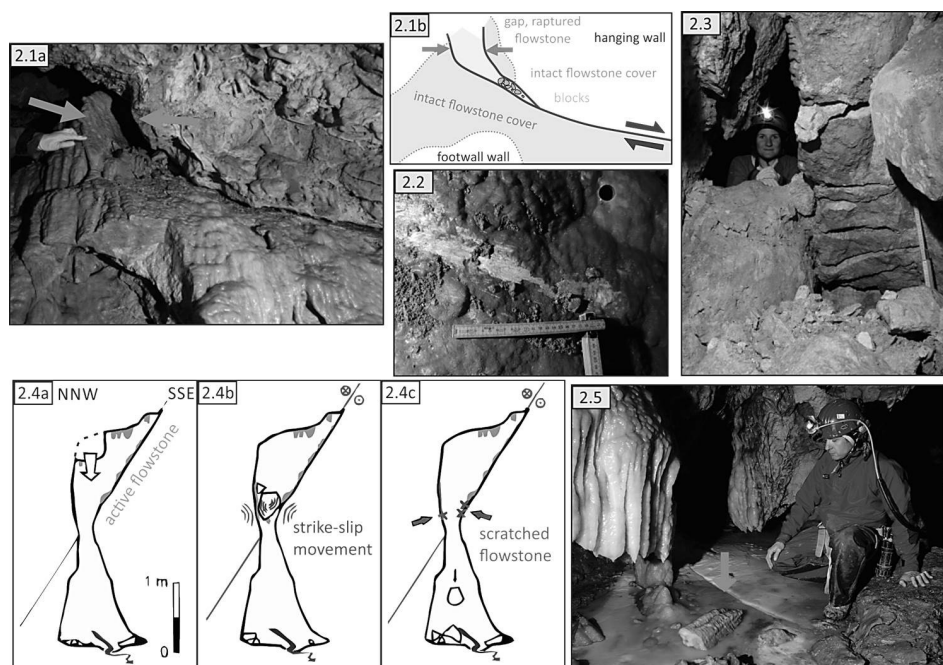 2.1a
2.1b
gap, raptured
flowstone
hanging wall
intact flowstone cover
blocks
intact flowstone cover
footwall wall
2.2
2.3
2.4a NNW SSE
active flowstone
1 m
0
2.4b
strike-slip
movement
2.4c
scratched
flowstone
2.5